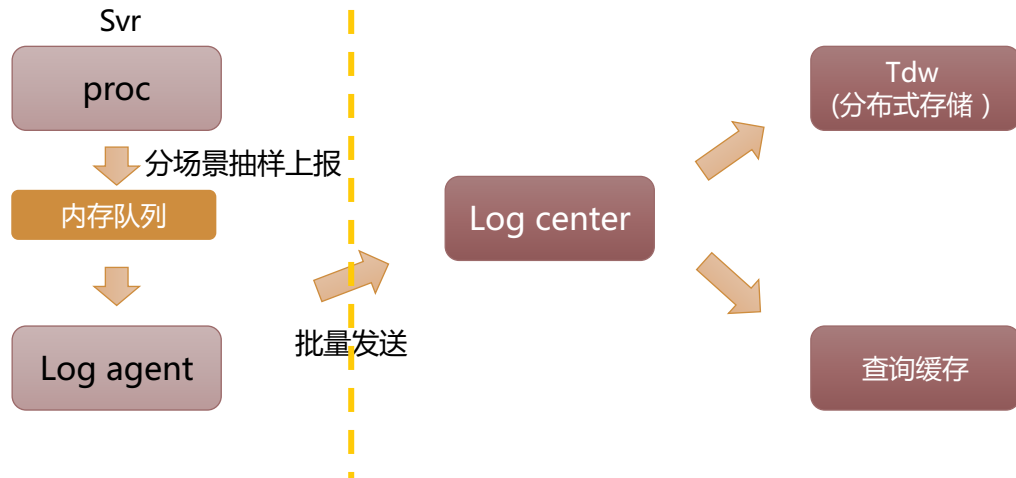 Svr
proc
分场景抽样上报
内存队列
Log agent
批量发送
Log center
Tdw
(分布式存储）
查询缓存